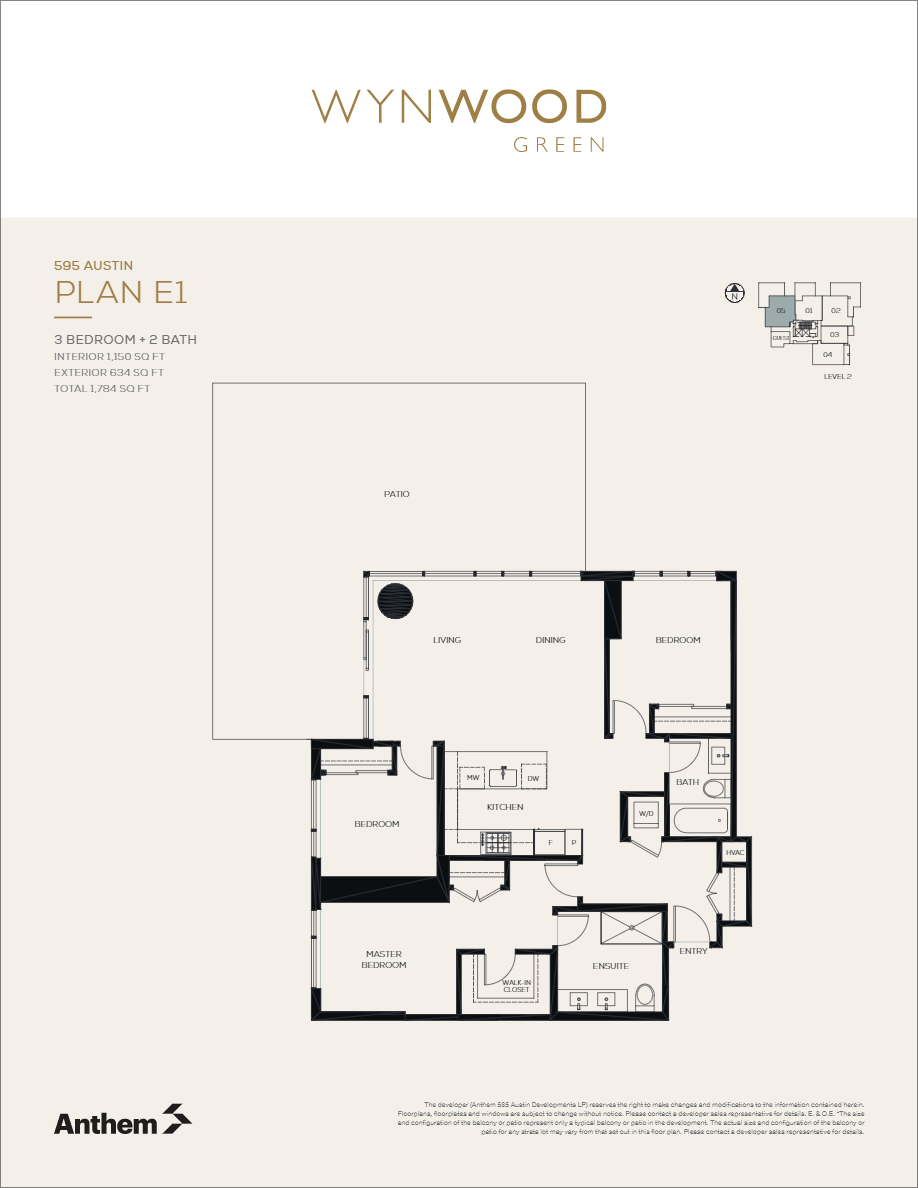 WYNWOOD
GREEN
595 AUSTIN
PLAN E1
3 BEDROOM + 2 BATH
INTERIOR 1,150 SQ FT
EXTERIOR 634 SQ FT
TOTAL 1,784 SQ FT
N
05
01
02
GUEST
03
04
LEVEL 2
PATIO
LIVING
DINING
BEDROOM
MW
DW
BATH
KITCHEN
W/D
BEDROOM
F
P
HVAC
MASTER
BEDROOM
ENSUITE
ENTRY
WALK-IN
CLOSET
Anthem
The developer (Anthem 585 Austin Developments LP) reserves the right to make changes and modifications to the information contained herein.
Floorplans, floorplates and windows are subject to change without notice. Please contact a developer sales representative for details. E. & O.E. *The size
and configuration of the balcony or patio represent only a typical balcony or patio in the development. The actual size and configuration of the balcony or
patio for any strata lot may vary from that set out in this floor plan. Please contact a developer sales representative for details.